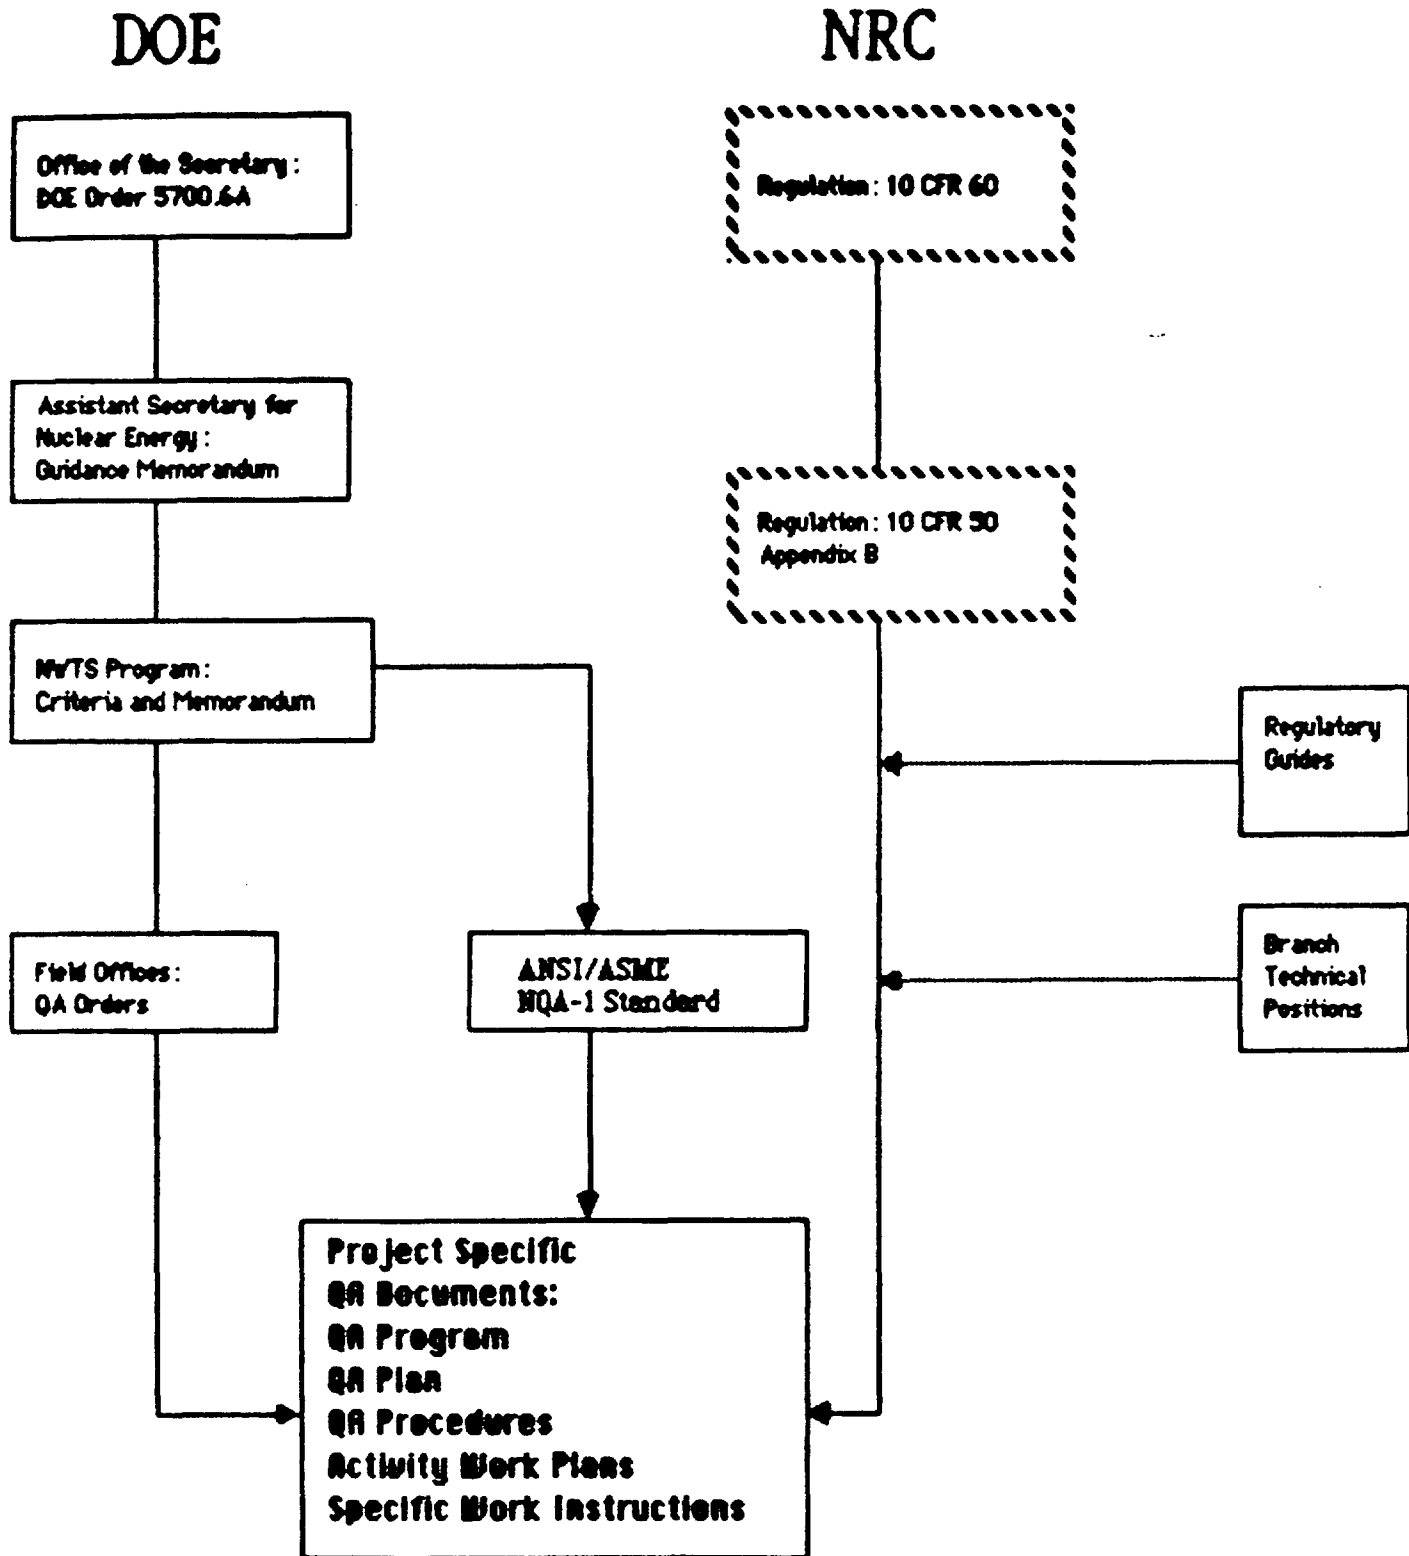 DOE
NRC
Office of the Secretary :
DOE Order 5700.6A
Regulation : 10 CFR 60
Assistant Secretary for
Nuclear Energy :
Guidance Memorandum
Regulation : 10 CFR 50
Appendix B
NWTS Program :
Criteria and Memorandum
Regulatory
Guides
Field Offices :
QA Orders
ANSI/ASME
NQA-1 Standard
Branch
Technical
Positions
Project Specific
QA Documents:
QA Program
QA Plan
QA Procedures
Activity Work Plans
Specific Work Instructions